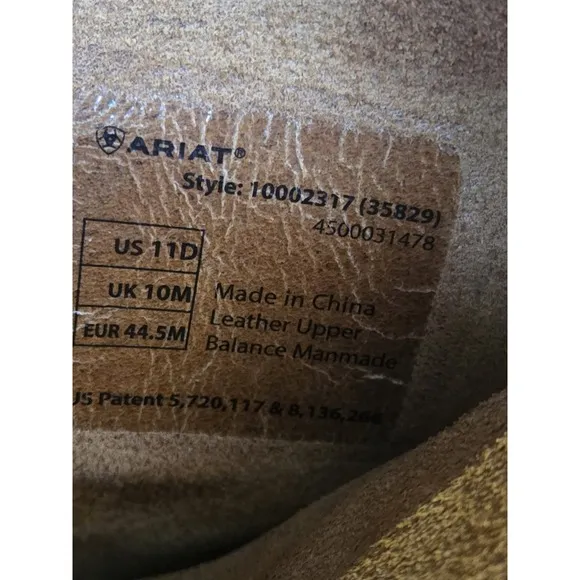 ARIAT®
Style: 10002317 (35829)
4500031478
US 11D
UK 10M
EUR 44.5M
Made in China
Leather Upper
Balance Manmade
US Patent 5,720,117 & 8,136,266